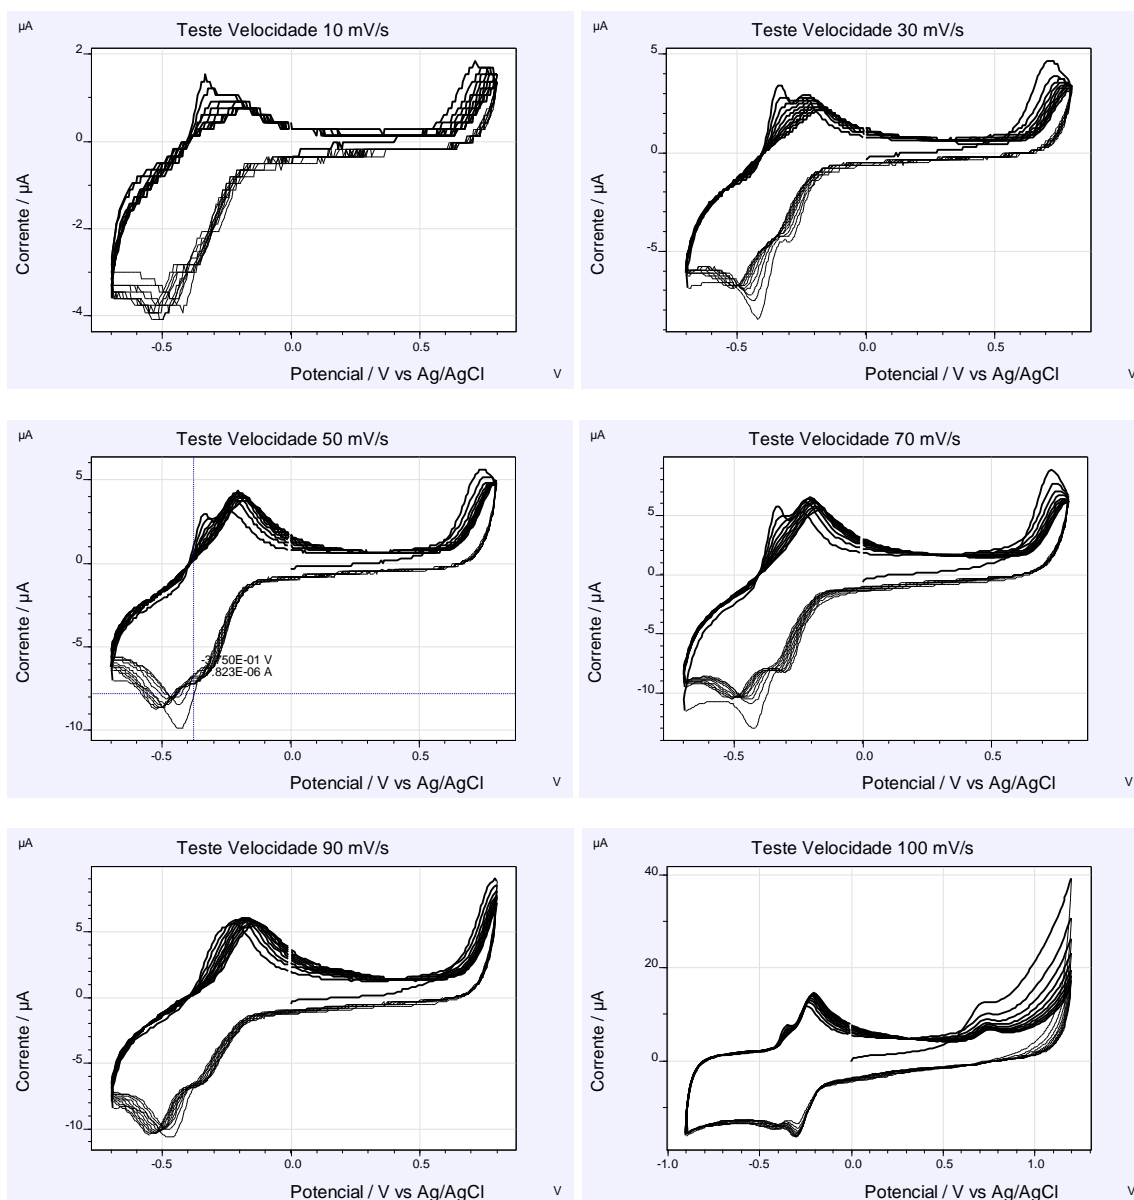 µA
Teste Velocidade 10 mV/s
2
0
-2
-4
Corrente / µA
-0.5 0.0 0.5
Potencial / V vs Ag/AgCl V
µA
Teste Velocidade 30 mV/s
5
0
-5
Corrente / µA
-0.5 0.0 0.5
Potencial / V vs Ag/AgCl V
µA
Teste Velocidade 50 mV/s
5
0
-5
-10
Corrente / µA
750E-01 V
.823E-06 A
-0.5 0.0 0.5
Potencial / V vs Ag/AgCl V
µA
Teste Velocidade 70 mV/s
5
0
-5
-10
Corrente / µA
-0.5 0.0 0.5
Potencial / V vs Ag/AgCl V
µA
Teste Velocidade 90 mV/s
5
0
-5
-10
Corrente / µA
-0.5 0.0 0.5
Potencial / V vs Ag/AgCl V
µA
Teste Velocidade 100 mV/s
40
20
0
Corrente / µA
-1.0 -0.5 0.0 0.5 1.0
Potencial / V vs Ag/AgCl V